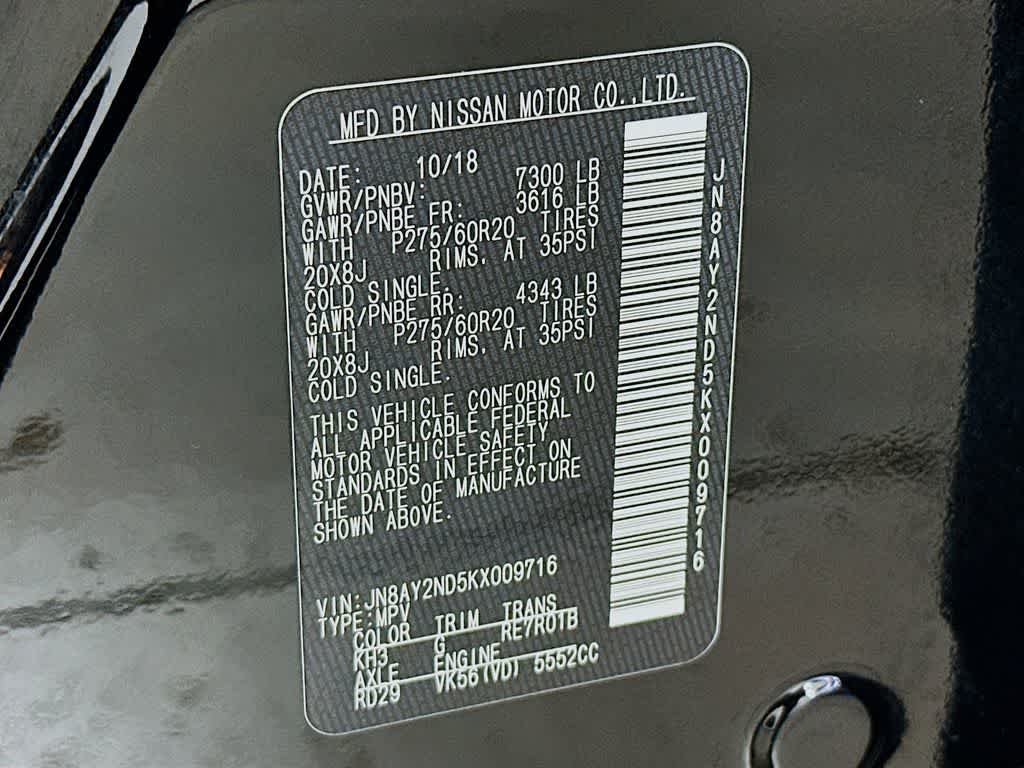 MFD BY NISSAN MOTOR CO.,LTD.
DATE: 10/18
GVWR/PNBV: 7300 LB
GAWR/PNBE FR: 3616 LB
WITH P275/60R20 TIRES
20X8J RIMS, AT 35PSI
COLD SINGLE.
GAWR/PNBE RR: 4343 LB
WITH P275/60R20 TIRES
20X8J RIMS, AT 35PSI
COLD SINGLE.
THIS VEHICLE CONFORMS TO
ALL APPLICABLE FEDERAL
MOTOR VEHICLE SAFETY
STANDARDS IN EFFECT ON
THE DATE OF MANUFACTURE
SHOWN ABOVE.
VIN:JN8AY2ND5KX009716
TYPE:MPV
COLOR TRIM TRANS
KH3 G RE7R01B
AXLE ENGINE
RD29 VK56(VD) 5552CC
JN8AY2ND5KX009716